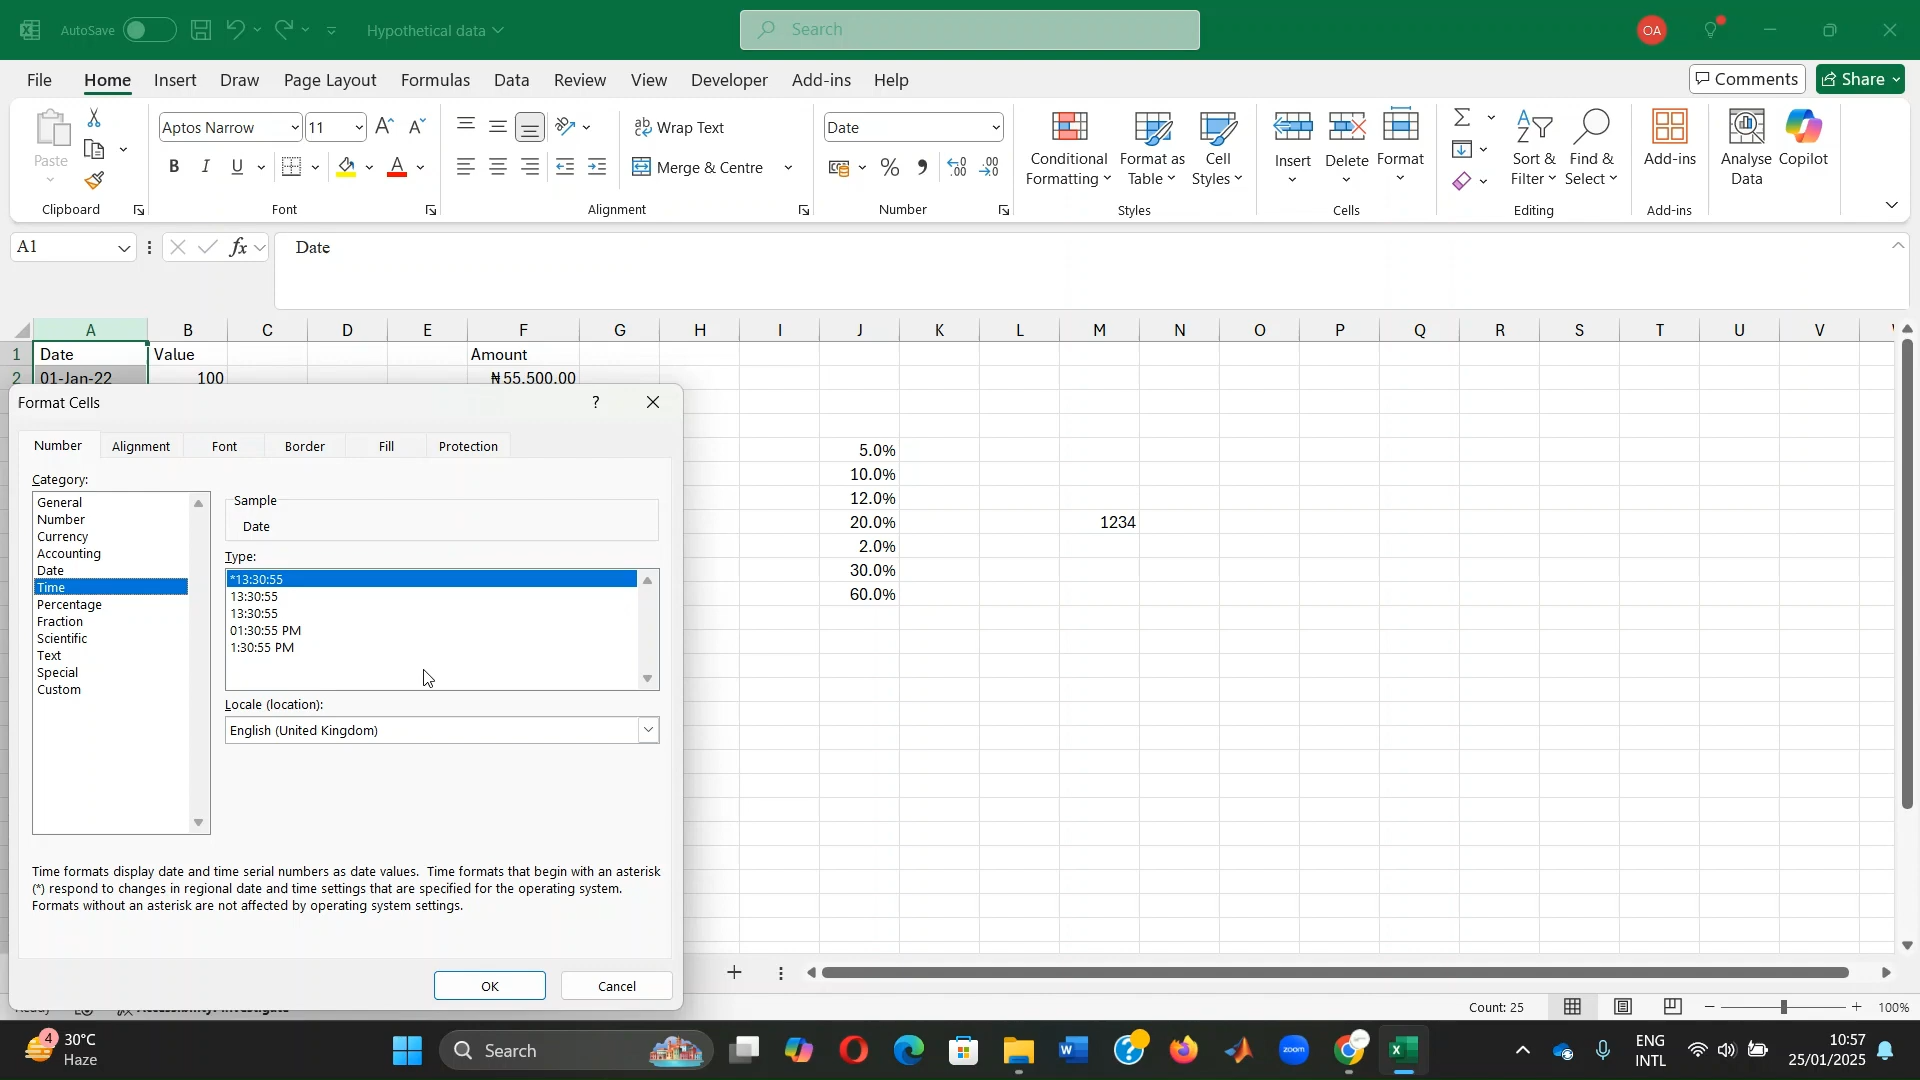 AutoSave
Hypothetical data
Search
OA
File Home Insert Draw Page Layout Formulas Data Review View Developer Add-ins Help
Comments Share
Paste
Clipboard
Aptos Narrow 11
B I U
Font
Wrap Text
Merge & Centre
Alignment
Date
Number
Conditional Formatting
Format as Table
Cell Styles
Styles
Insert Delete Format
Cells
Sort & Filter
Find & Select
Editing
Add-ins
Add-ins
Analyse Data
Copilot
A1
fx
Date
A B C D E F G H I J K L M N O P Q R S T U V
1 Date Value Amount
2 01-Jan-22 100 ₦55,500.00
5.0%
10.0%
12.0%
20.0% 1234
2.0%
30.0%
60.0%
Format Cells
?
Number Alignment Font Border Fill Protection
Category:
General
Number
Currency
Accounting
Date
Time
Percentage
Fraction
Scientific
Text
Special
Custom
Sample
Date
Type:
*13:30:55
13:30:55
13:30:55
01:30:55 PM
1:30:55 PM
Locale (location):
English (United Kingdom)
Time formats display date and time serial numbers as date values. Time formats that begin with an asterisk
(*) respond to changes in regional date and time settings that are specified for the operating system.
Formats without an asterisk are not affected by operating system settings.
OK Cancel
Count: 25
100%
4
30°C
Haze
Search
zoom
ENG
INTL
10:57
25/01/2025